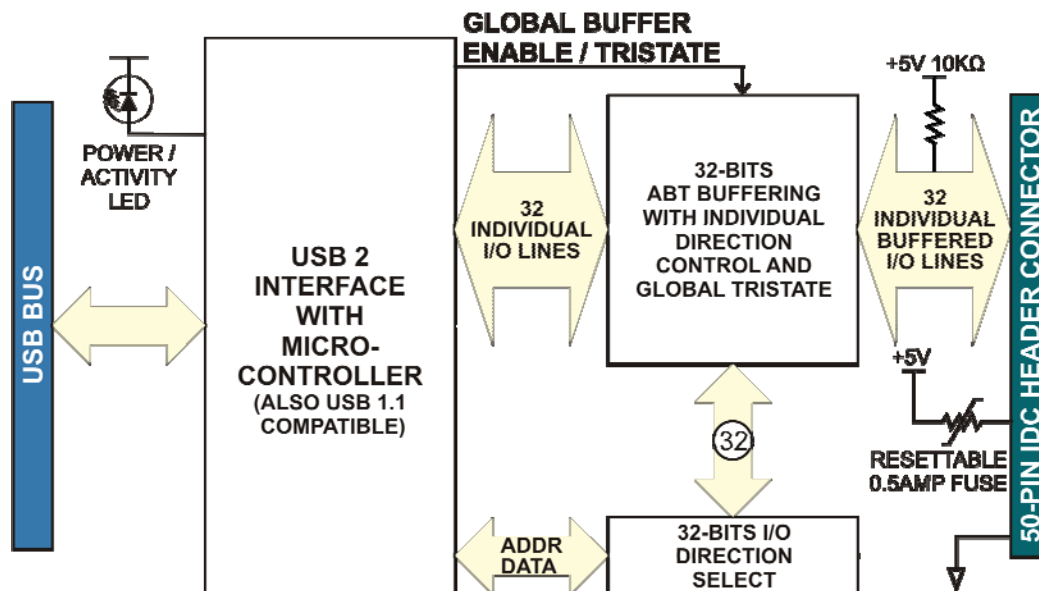 GLOBAL BUFFER
ENABLE / TRISTATE
+5V 10KΩ
POWER /
ACTIVITY
LED
USB BUS
USB 2
INTERFACE
WITH
MICRO-
CONTROLLER
(ALSO USB 1.1
COMPATIBLE)
32
INDIVIDUAL
I/O LINES
32-BITS
ABT BUFFERING
WITH INDIVIDUAL
DIRECTION
CONTROL AND
GLOBAL TRISTATE
32
INDIVIDUAL
BUFFERED
I/O LINES
+5V
RESETTABLE
0.5AMP FUSE
50-PIN IDC HEADER CONNECTOR
32
ADDR
DATA
32-BITS I/O
DIRECTION
SELECT